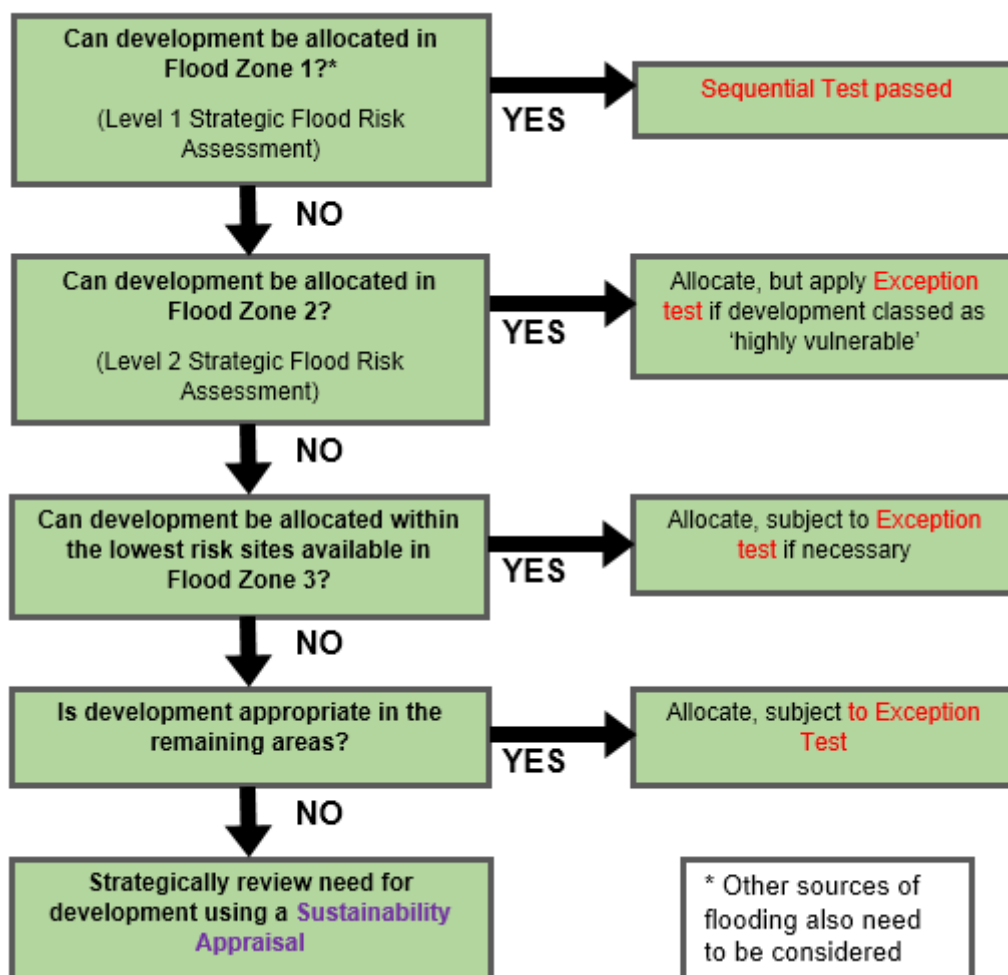 Can development be allocated in
Flood Zone 1?*
(Level 1 Strategic Flood Risk
Assessment)
YES
Sequential Test passed
NO
Can development be allocated in
Flood Zone 2?
(Level 2 Strategic Flood Risk
Assessment)
YES
Allocate, but apply Exception
test if development classed as
‘highly vulnerable’
NO
Can development be allocated within
the lowest risk sites available in
Flood Zone 3?
YES
Allocate, subject to Exception
test if necessary
NO
Is development appropriate in the
remaining areas?
YES
Allocate, subject to Exception
Test
NO
Strategically review need for
development using a Sustainability
Appraisal
* Other sources of
flooding also need
to be considered